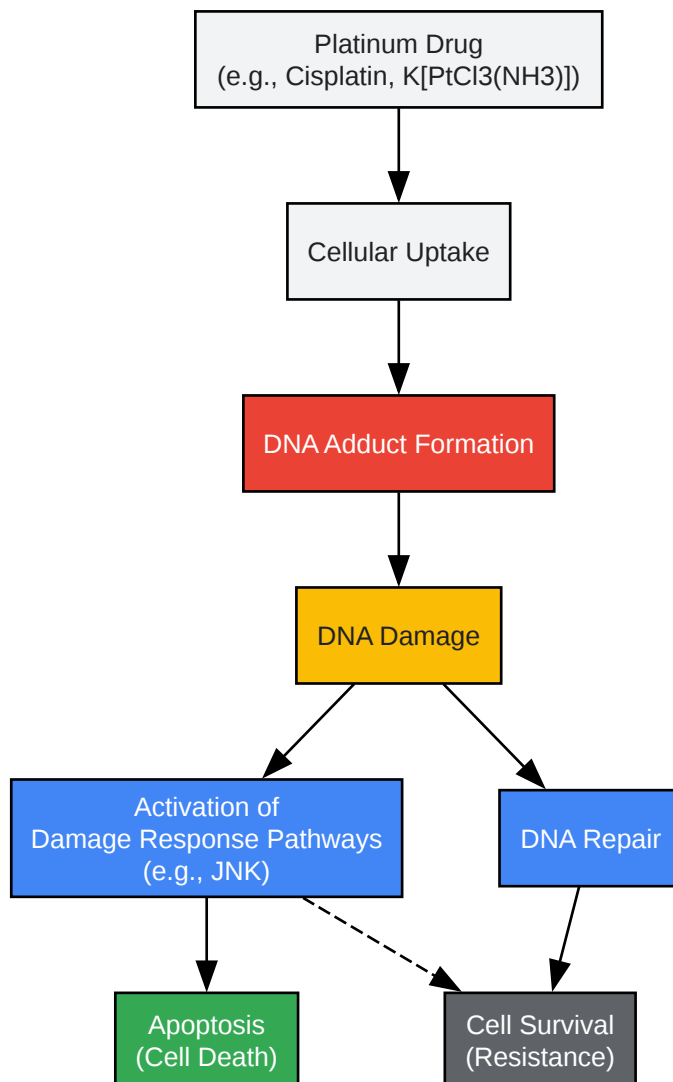 Platinum Drug
(e.g., Cisplatin, K[PtCl3(NH3)])
Cellular Uptake
DNA Adduct Formation
DNA Damage
Activation of
Damage Response Pathways
(e.g., JNK)
DNA Repair
Apoptosis
(Cell Death)
Cell Survival
(Resistance)